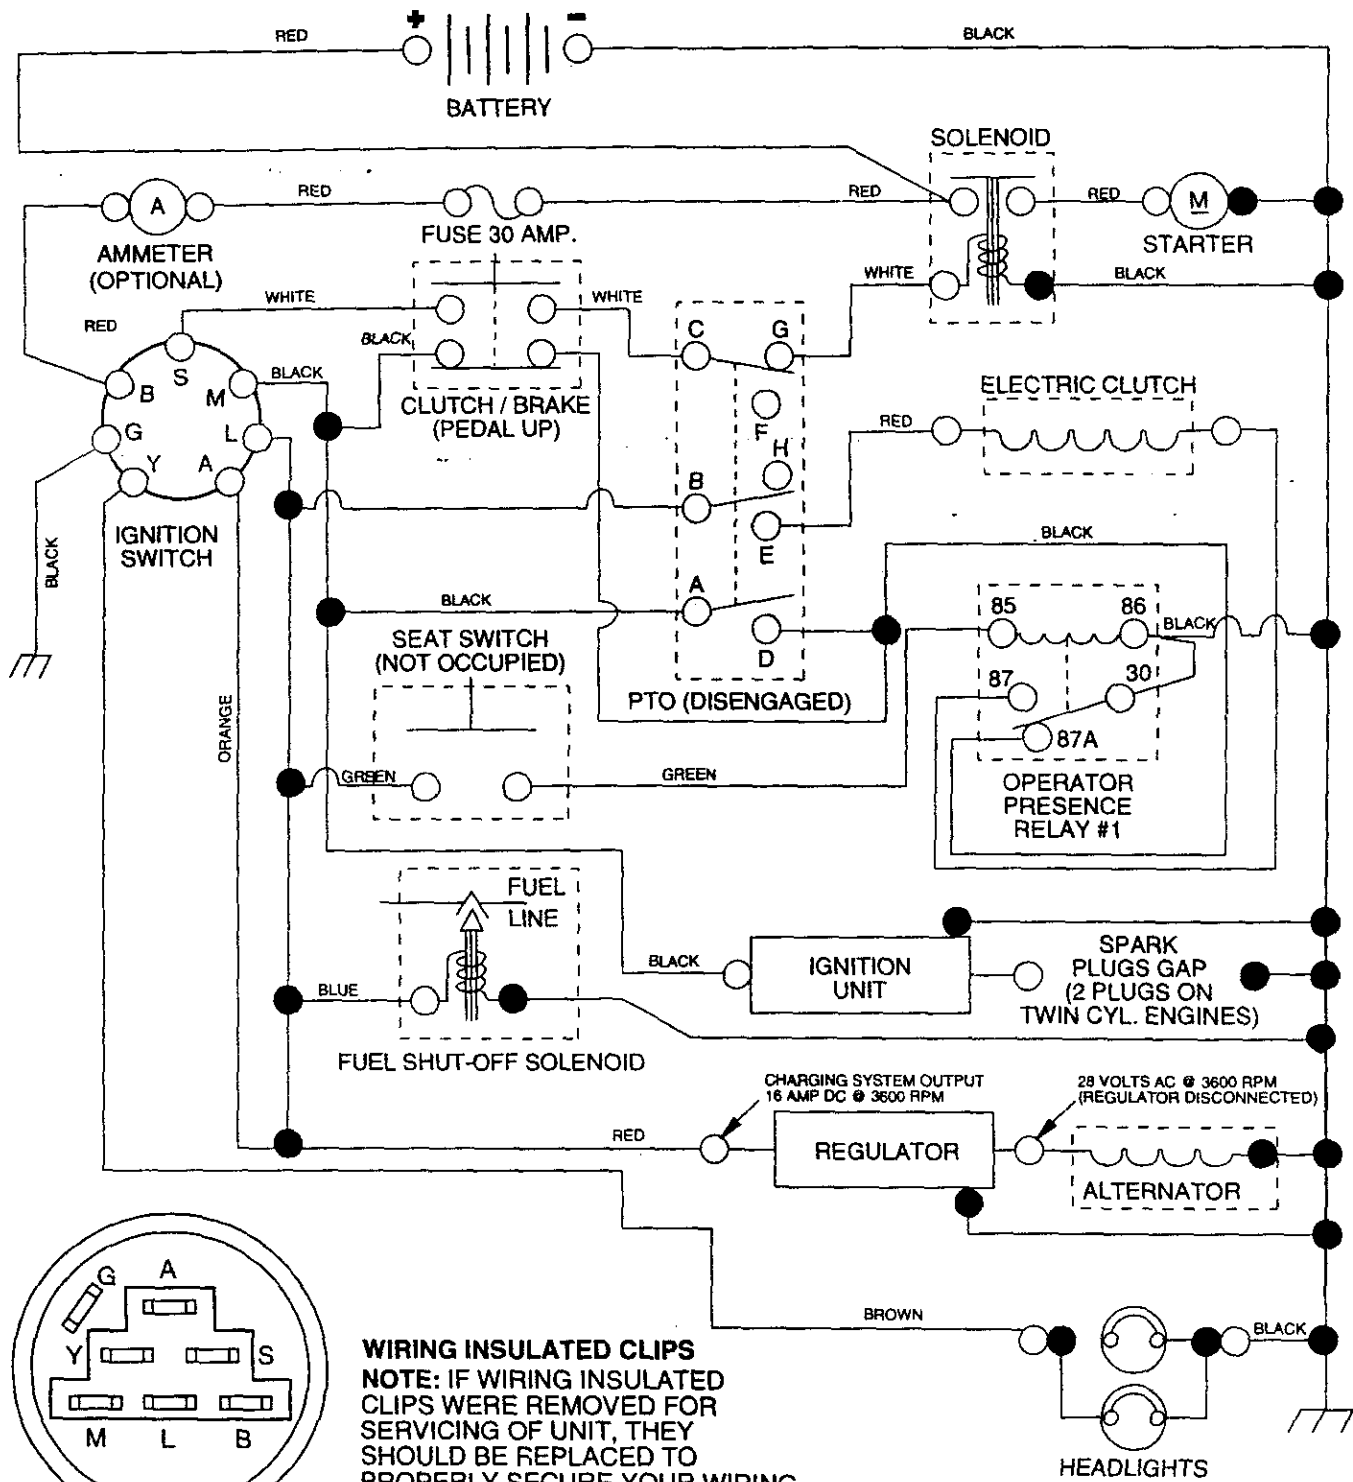 +
-
RED
BLACK
BATTERY
SOLENOID
A
RED
RED
RED
M
AMMETER
(OPTIONAL)
FUSE 30 AMP.
STARTER
WHITE
WHITE
WHITE
BLACK
RED
BLACK
S
B
M
G
L
Y
A
BLACK
C
G
F
H
B
E
A
D
ELECTRIC CLUTCH
CLUTCH / BRAKE
(PEDAL UP)
RED
IGNITION
SWITCH
BLACK
BLACK
BLACK
SEAT SWITCH
(NOT OCCUPIED)
85
86
BLACK
87
30
87A
PTO (DISENGAGED)
ORANGE
GREEN
GREEN
OPERATOR
PRESENCE
RELAY #1
FUEL
LINE
BLACK
IGNITION
UNIT
SPARK
PLUGS GAP
(2 PLUGS ON
TWIN CYL. ENGINES)
BLUE
FUEL SHUT-OFF SOLENOID
CHARGING SYSTEM OUTPUT
16 AMP DC @ 3600 RPM
28 VOLTS AC @ 3600 RPM
(REGULATOR DISCONNECTED)
RED
REGULATOR
ALTERNATOR
G
A
Y
S
M
L
B
BROWN
BLACK
HEADLIGHTS
WIRING INSULATED CLIPS
NOTE: IF WIRING INSULATED
CLIPS WERE REMOVED FOR
SERVICING OF UNIT, THEY
SHOULD BE REPLACED TO
PROPERLY SECURE YOUR WIRING